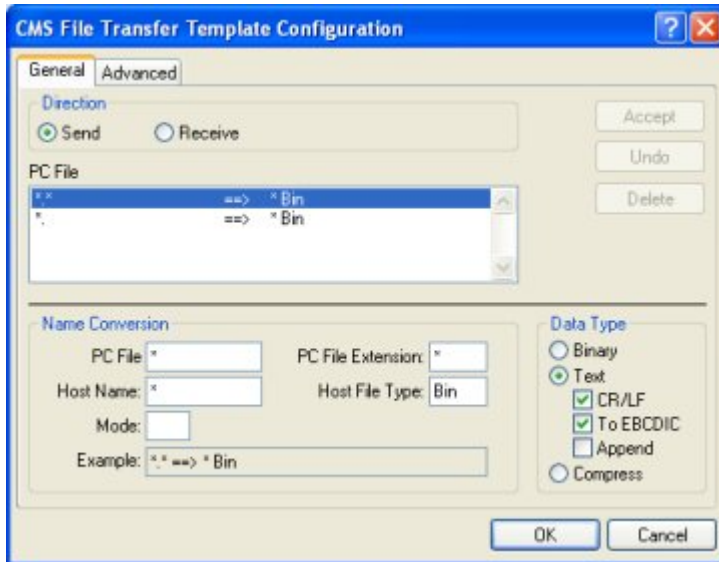 CMS File Transfer Template Configuration
General Advanced
Direction
Send Receive
Accept
Undo
Delete
PC File
*.* ==> * Bin
*. ==> * Bin
Name Conversion
PC File * PC File Extension: *
Host Name: * Host File Type: Bin
Mode:
Example: *.* ==> * Bin
Data Type
Binary
Text
CR/LF
To EBCDIC
Append
Compress
OK Cancel